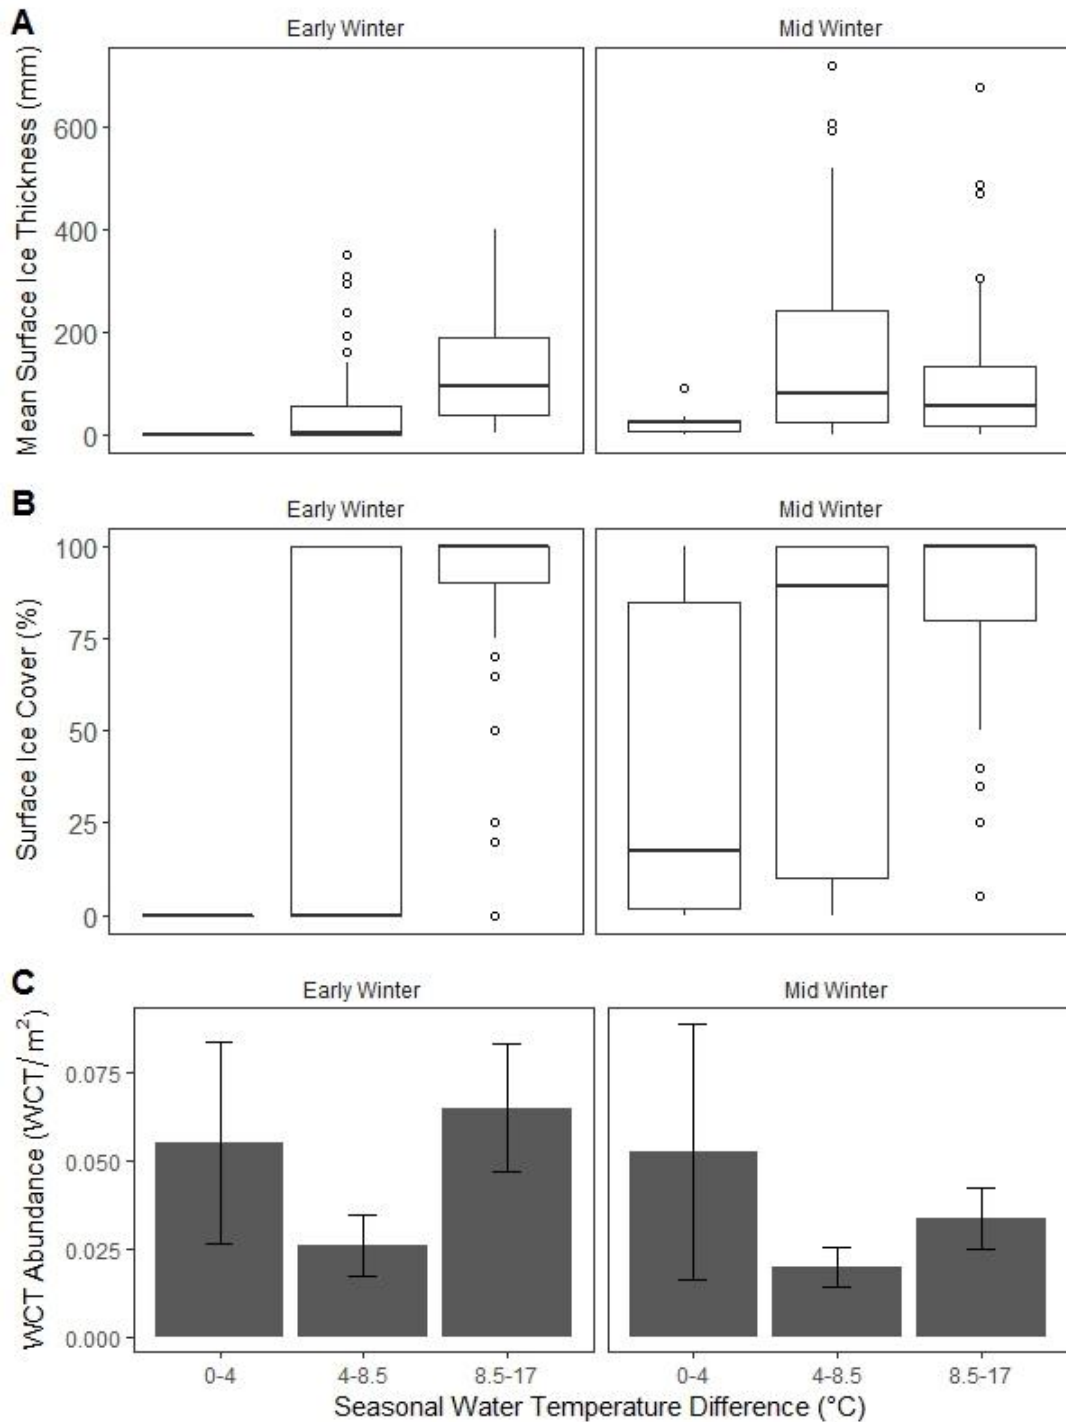 A
Early Winter
Mid Winter
Mean Surface Ice Thickness (mm)
600
400
200
0
B
Early Winter
Mid Winter
Surface Ice Cover (%)
100
75
50
25
0
C
Early Winter
Mid Winter
WCT Abundance (WCT/m²)
0.075
0.050
0.025
0.000
0-4
4-8.5
8.5-17
0-4
4-8.5
8.5-17
Seasonal Water Temperature Difference (°C)